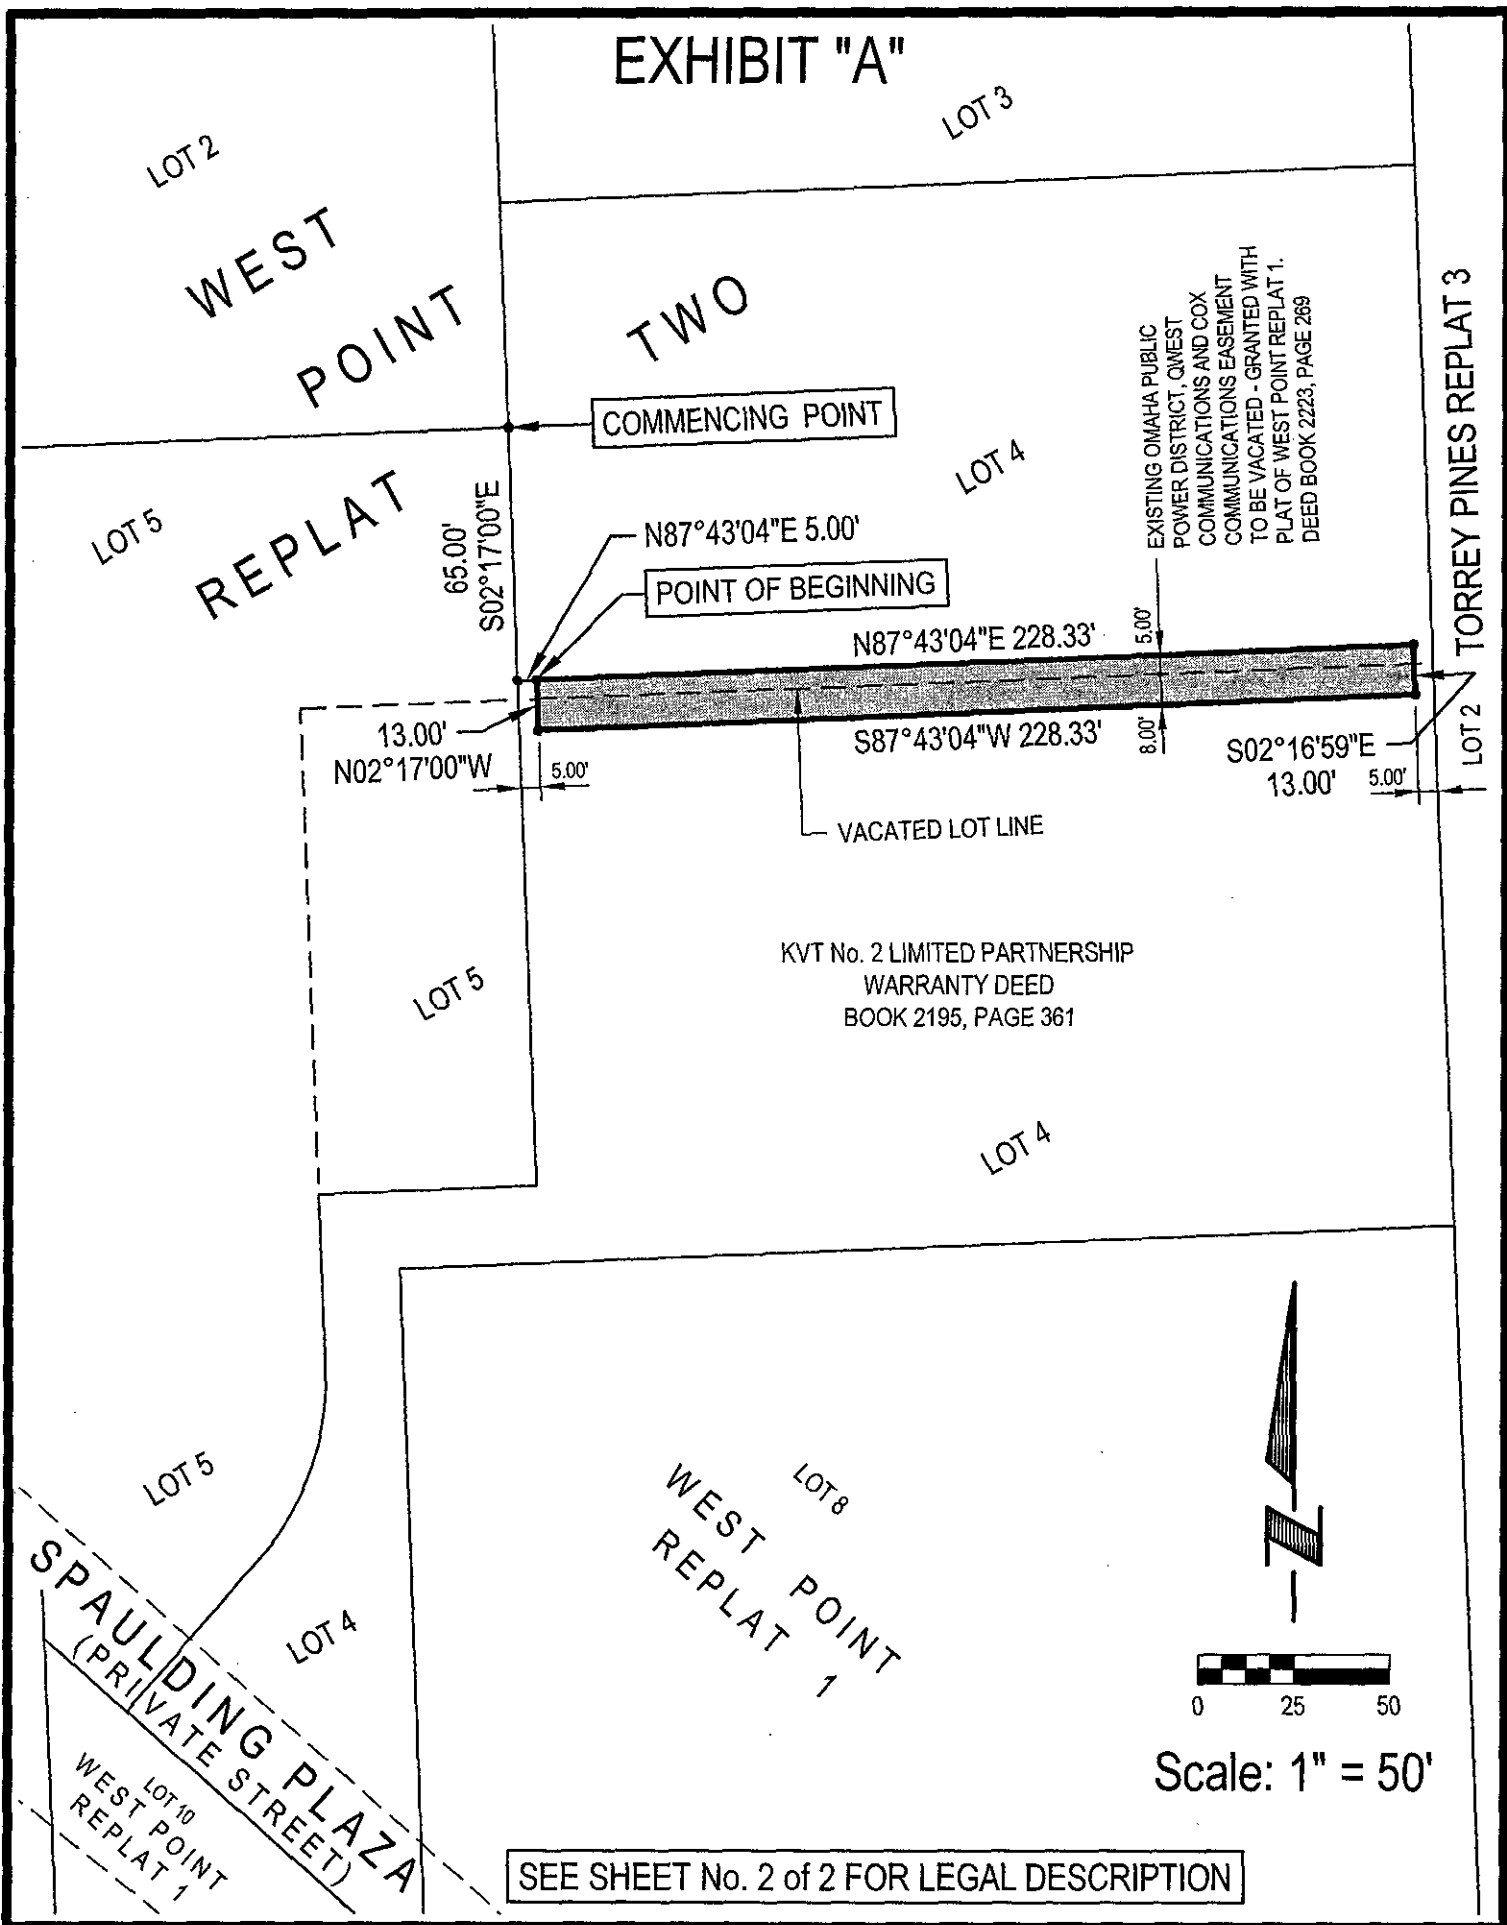 EXHIBIT "A"
LOT 3
LOT 2
WEST
POINT
TWO
REPLAT
COMMENCING POINT
LOT 4
LOT 5
65.00'
S02°17'00"E
N87°43'04"E 5.00'
POINT OF BEGINNING
EXISTING OMAHA PUBLIC
POWER DISTRICT, QWEST
COMMUNICATIONS AND COX
COMMUNICATIONS EASEMENT
TO BE VACATED - GRANTED WITH
PLAT OF WEST POINT REPLAT 1.
DEED BOOK 2223, PAGE 269
TORREY PINES REPLAT 3
LOT 2
N87°43'04"E 228.33'
5.00'
8.00'
S87°43'04"W 228.33'
13.00'
N02°17'00"W
5.00'
S02°16'59"E
13.00'
5.00'
VACATED LOT LINE
KVT No. 2 LIMITED PARTNERSHIP
WARRANTY DEED
BOOK 2195, PAGE 361
LOT 5
LOT 4
LOT 5
LOT 8
WEST POINT
REPLAT 1
SPAULDING PLAZA
(PRIVATE STREET)
LOT 4
LOT 10
WEST POINT
REPLAT 1
0 25 50
Scale: 1" = 50'
SEE SHEET No. 2 of 2 FOR LEGAL DESCRIPTION